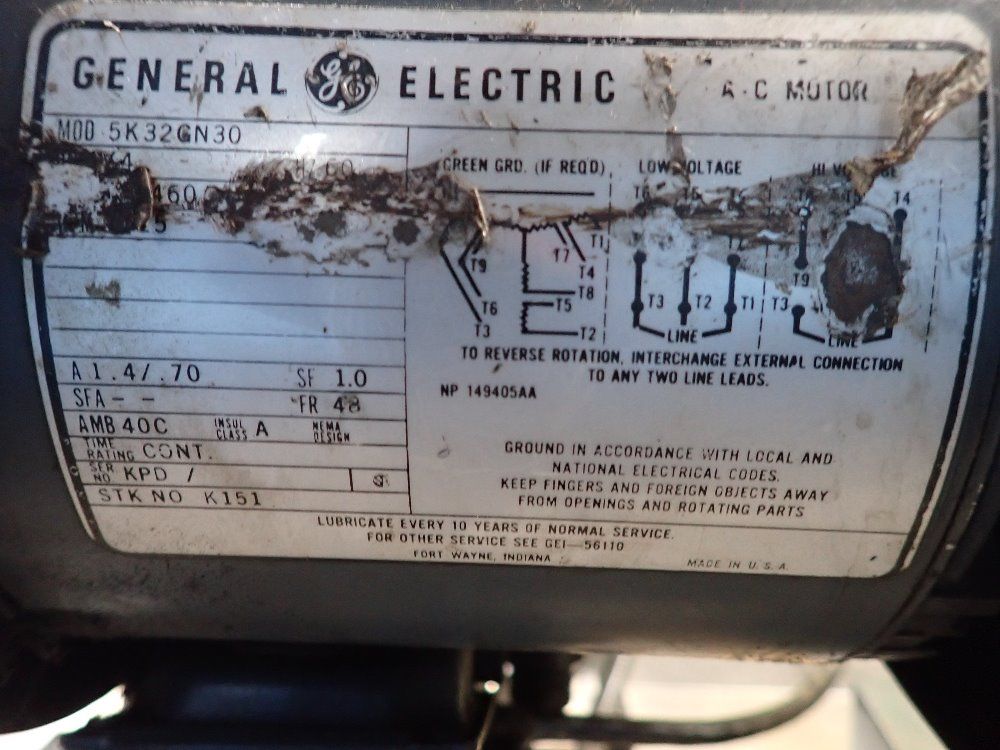 GENERAL GE ELECTRIC A-C MOTOR
MOD 5K32GN30
60
460
GREEN GRD. (IF REQD)
LOW VOLTAGE
T1
T7
T4
T9
T8
T6
T5
T3
T2
T3 T2 T1
LINE
T4
T9
T3
LINE
TO REVERSE ROTATION, INTERCHANGE EXTERNAL CONNECTION
TO ANY TWO LINE LEADS.
NP 149405AA
A 1.4/.70 SF 1.0
SFA - - FR 48
AMB 40C INSUL CLASS A NEMA DESIGN
TIME RATING CONT.
SER. NO KPD /
STK NO K151
GROUND IN ACCORDANCE WITH LOCAL AND
NATIONAL ELECTRICAL CODES.
KEEP FINGERS AND FOREIGN OBJECTS AWAY
FROM OPENINGS AND ROTATING PARTS
LUBRICATE EVERY 10 YEARS OF NORMAL SERVICE.
FOR OTHER SERVICE SEE GEI-56110
FORT WAYNE, INDIANA
MADE IN U.S.A.